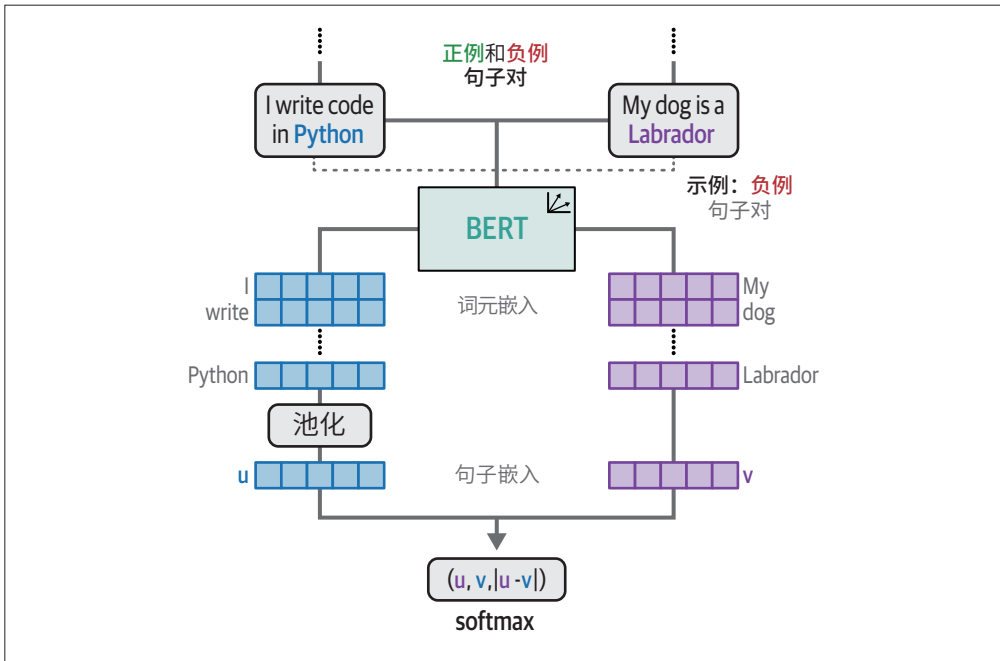 正例和负例
句子对
I write code
in Python
My dog is a
Labrador
示例：负例
句子对
BERT
I
write
词元嵌入
My
dog
Python
Labrador
池化
u
句子嵌入
v
(u, v,|u-v|)
softmax